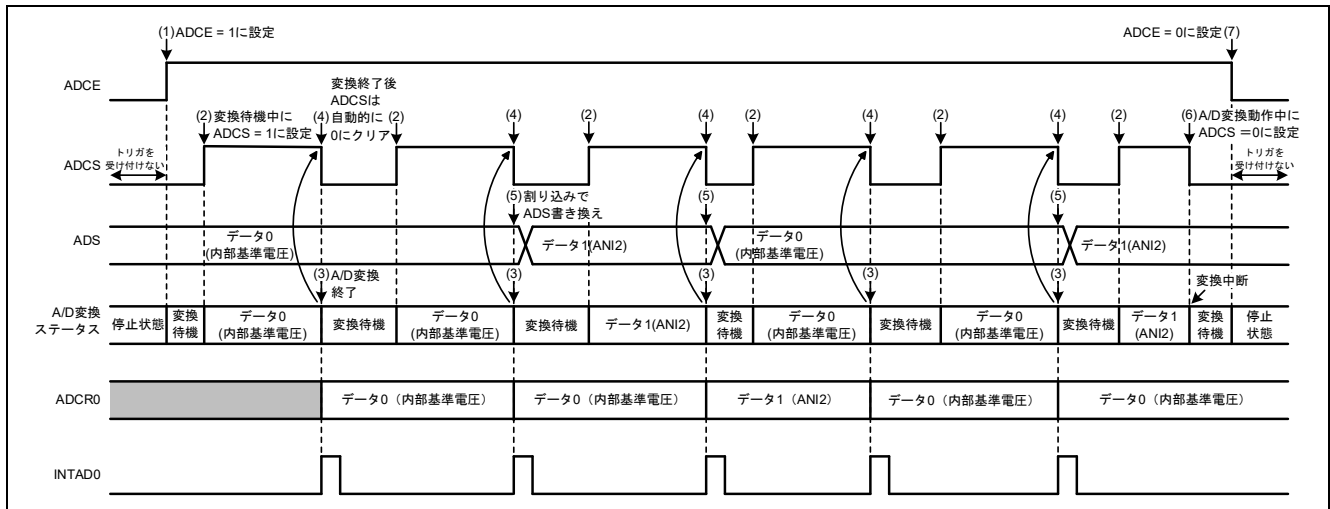 (1)ADCE = 1に設定
ADCE = 0に設定(7)
ADCE
変換終了後
ADCSは
自動的に
0にクリア
(2)変換待機中に
ADCS = 1に設定
(4)
(2)
(4)
(2)
(4)
(2)
(4)
(2)
(4)
(2)
(6)A/D変換動作中に
ADCS =0に設定
ADCS
トリガを
受け付けない
トリガを
受け付けない
(5)割り込みで
ADS書き換え
(5)
(5)
ADS
データ0
(内部基準電圧)
データ1(ANI2)
データ0
(内部基準電圧)
データ1(ANI2)
(3)A/D変換
終了
(3)
(3)
(3)
(3)
変換中断
A/D変換
ステータス
停止状態
変換
待機
データ0
(内部基準電圧)
変換待機
データ0
(内部基準電圧)
変換待機
データ1(ANI2)
変換
待機
データ0
(内部基準電圧)
変換待機
データ0
(内部基準電圧)
変換待機
データ1
(ANI2)
変換
待機
停止
状態
ADCR0
データ0（内部基準電圧）
データ0（内部基準電圧）
データ1（ANI2）
データ0（内部基準電圧）
データ0（内部基準電圧）
INTAD0